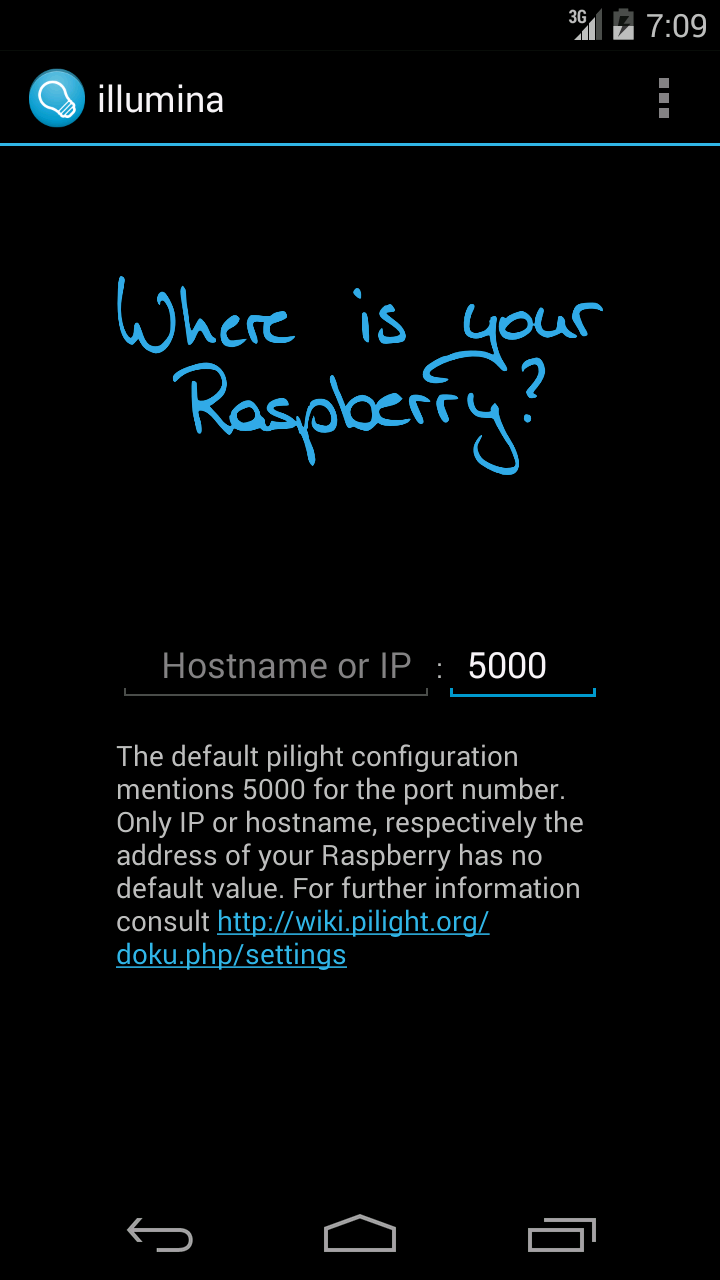 3G 7:09
illumina
Where is your
Raspberry?
Hostname or IP : 5000
The default pilight configuration
mentions 5000 for the port number.
Only IP or hostname, respectively the
address of your Raspberry has no
default value. For further information
consult http://wiki.pilight.org/
doku.php/settings